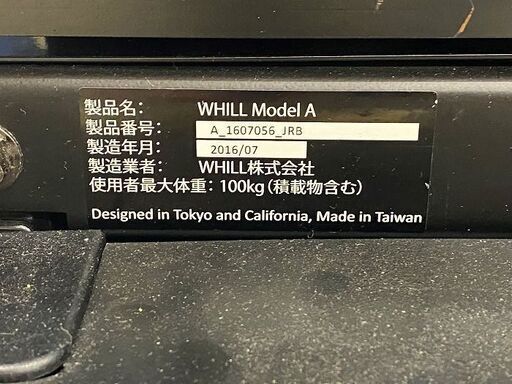 製品名： WHILL Model A
製品番号： A_1607056_JRB
製造年月： 2016/07
製造業者： WHILL株式会社
使用者最大体重：100kg（積載物含む）
Designed in Tokyo and California, Made in Taiwan